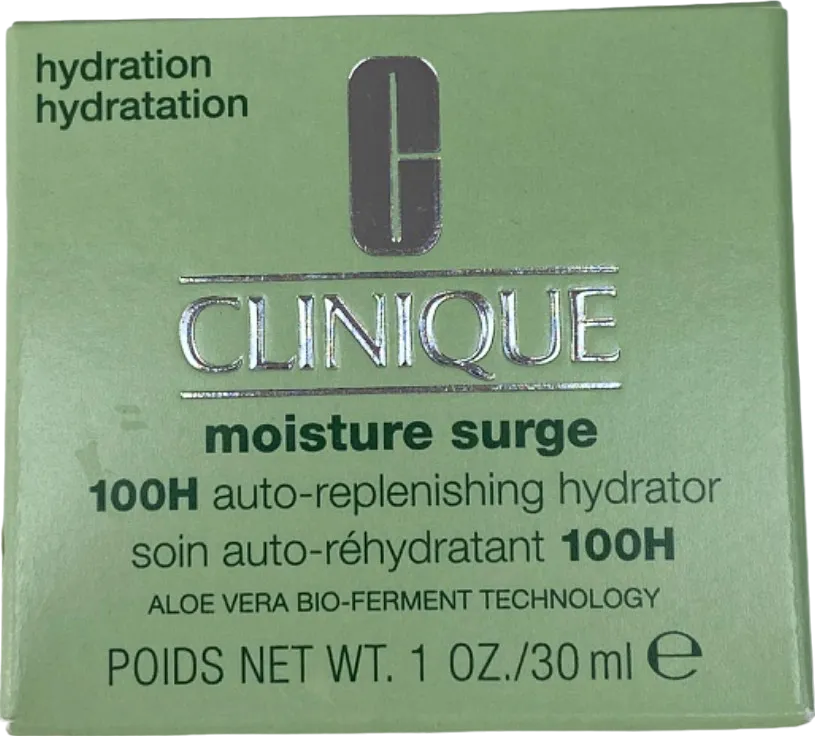 hydration
hydratation
C
CLINIQUE
moisture surge
100H auto-replenishing hydrator
soin auto-réhydratant 100H
ALOE VERA BIO-FERMENT TECHNOLOGY
POIDS NET WT. 1 OZ./30 ml ℮